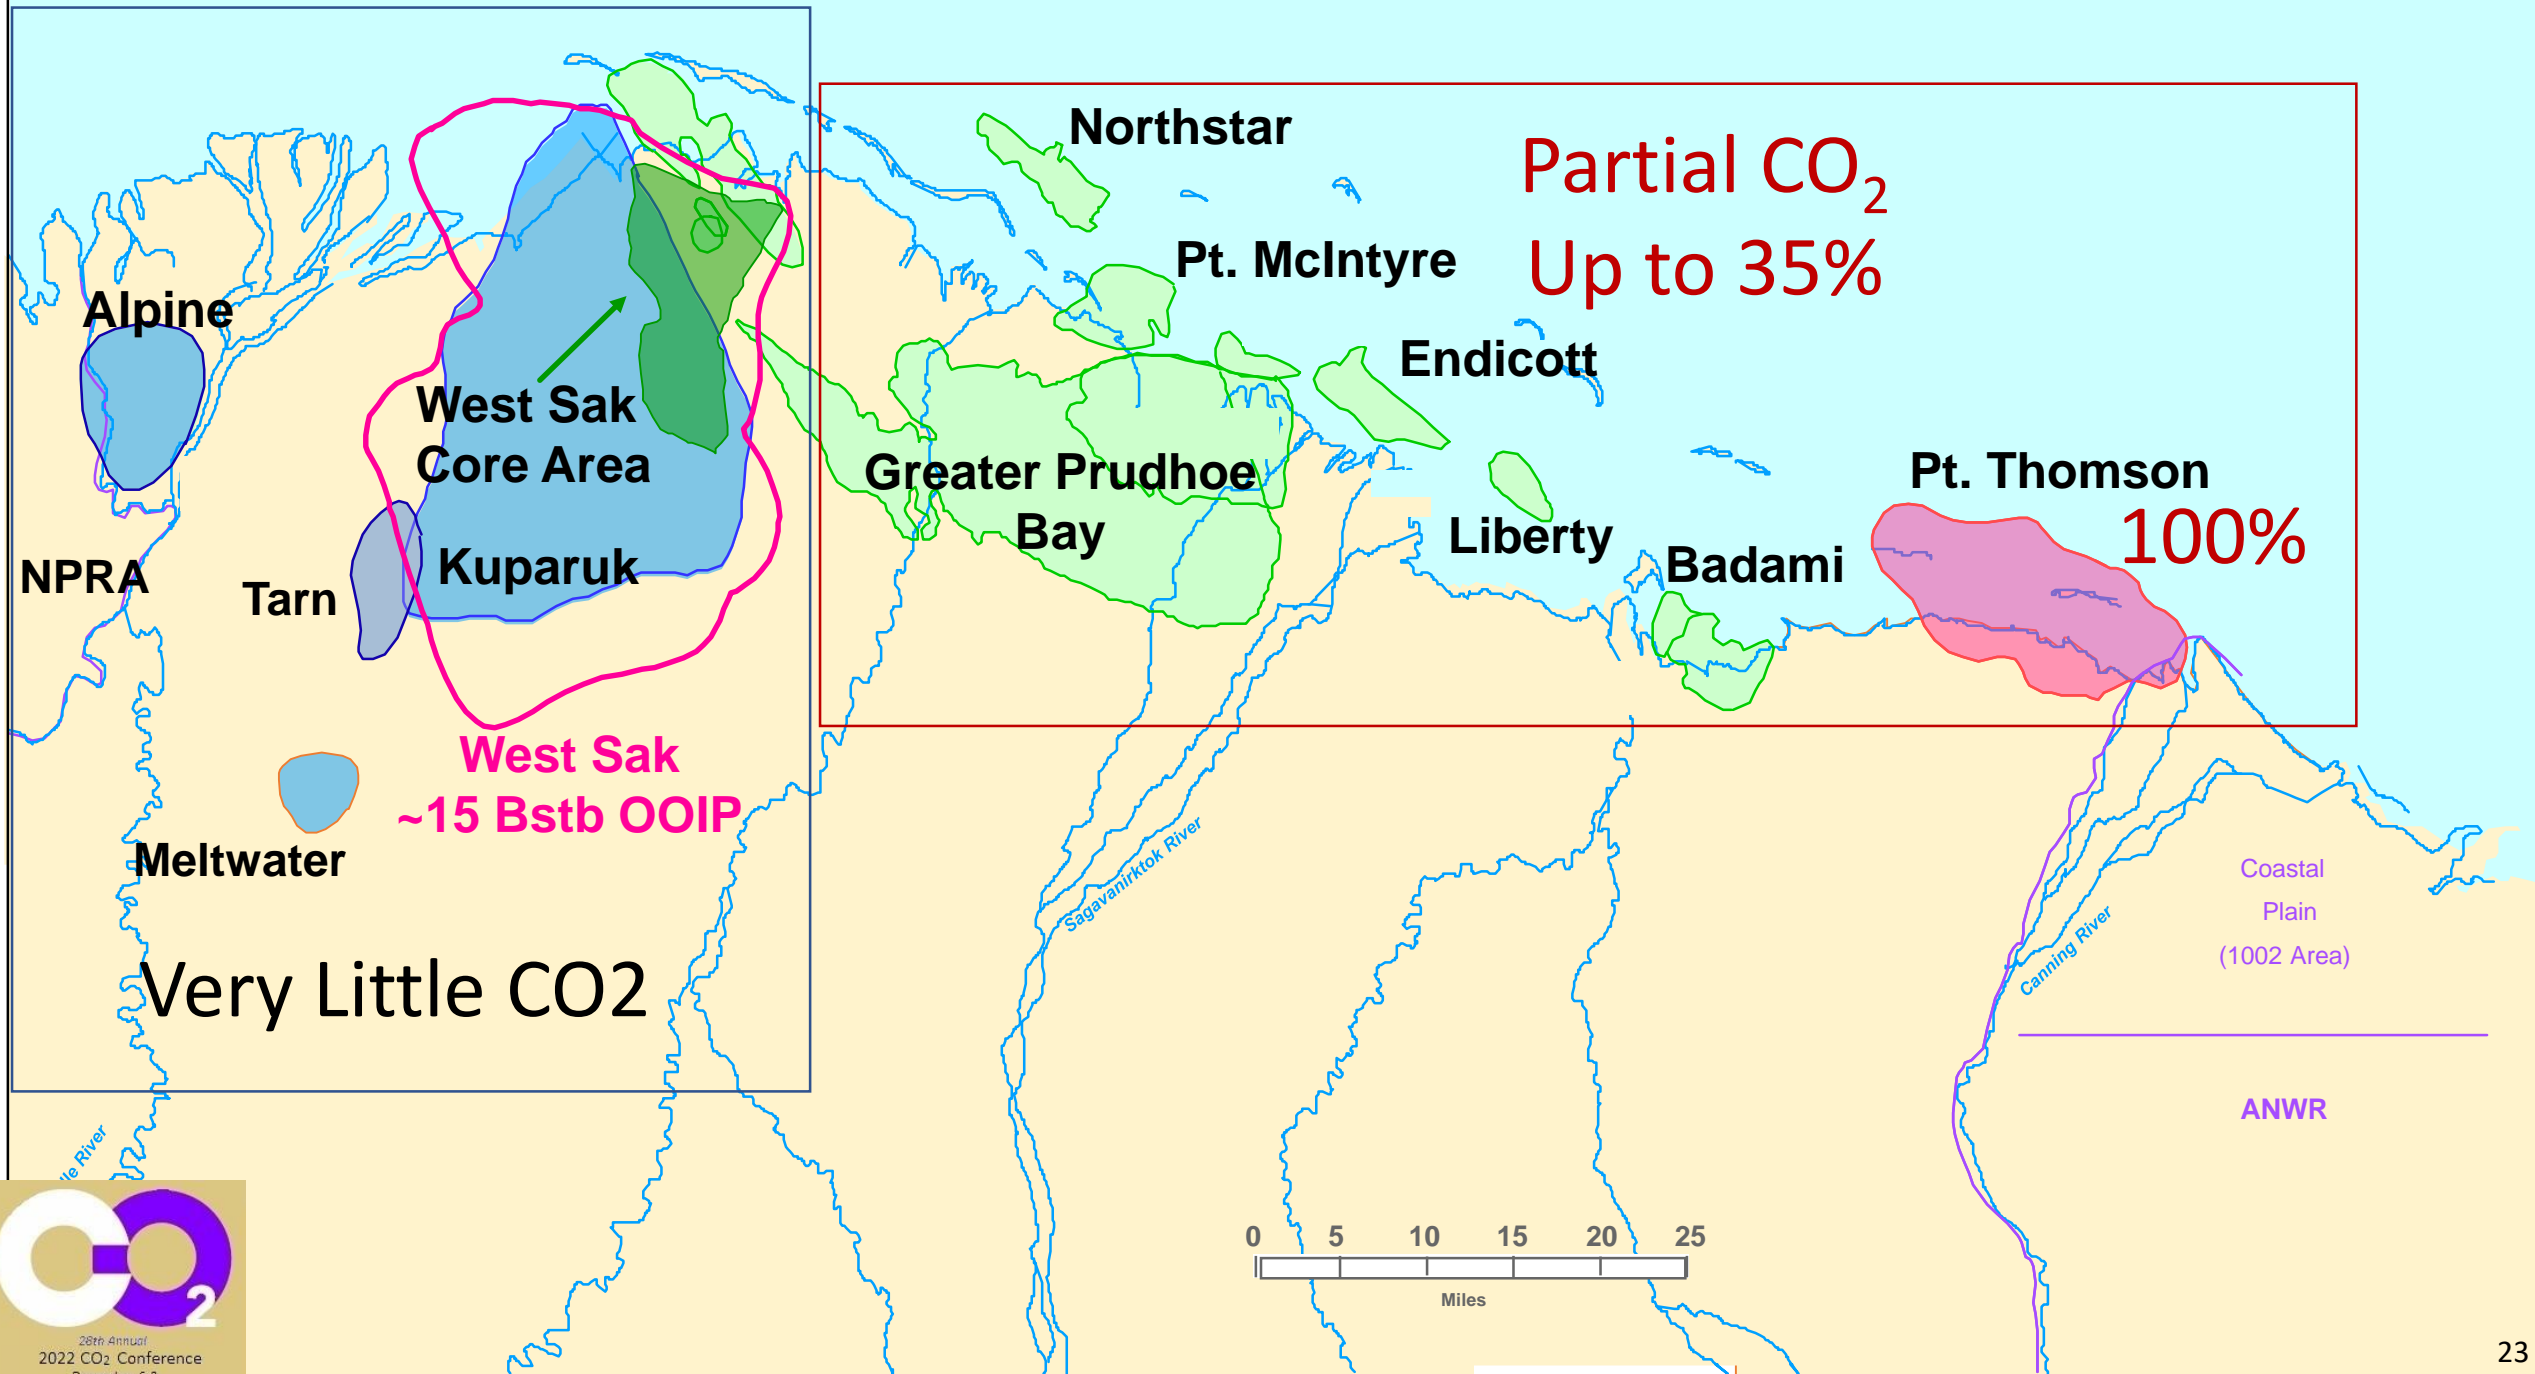 Northstar
Partial CO2
Up to 35%
Pt. McIntyre
Alpine
Endicott
West Sak
Core Area
Greater Prudhoe
Bay
Pt. Thomson
100%
Liberty
Badami
NPRA
Tarn
Kuparuk
West Sak
~15 Bstb OOIP
Meltwater
Very Little CO2
Sagavanirktok River
Canning River
Coastal
Plain
(1002 Area)
ANWR
River
0 5 10 15 20 25
Miles
CO2
28th Annual
2022 CO2 Conference
23